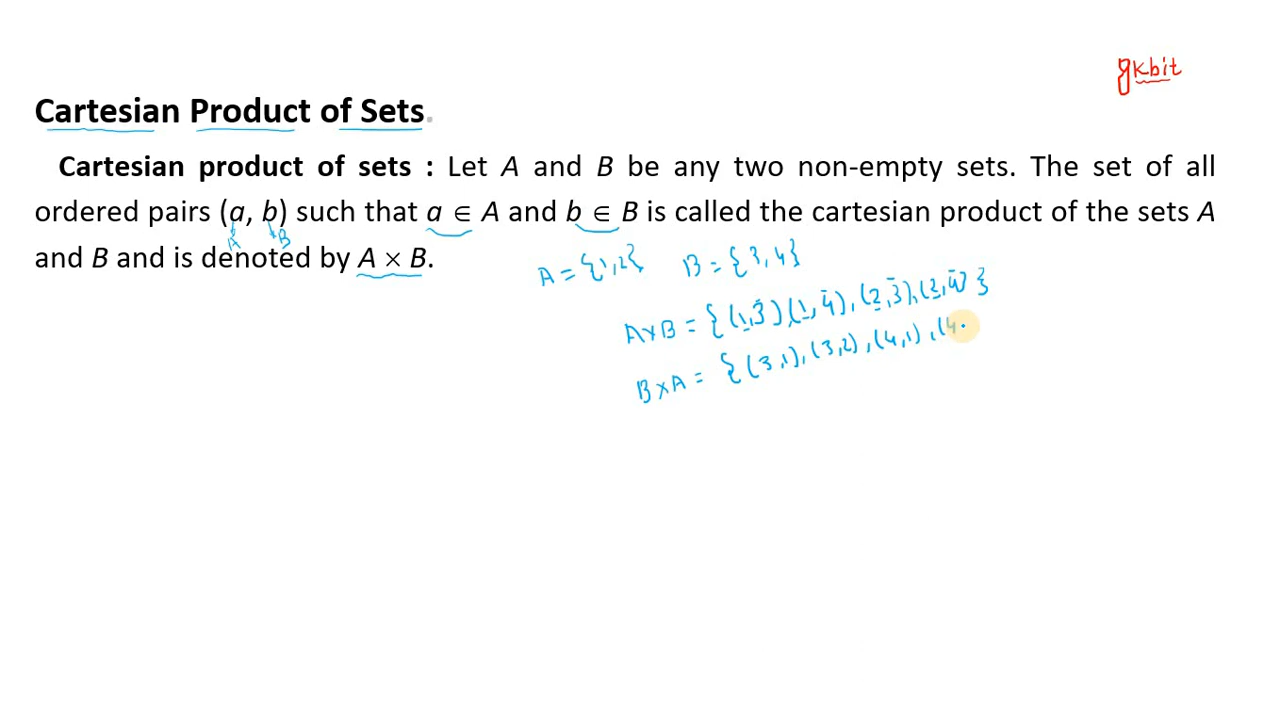 gkbit
Cartesian Product of Sets.
Cartesian product of sets : Let A and B be any two non-empty sets. The set of all
ordered pairs (a, b) such that a ∈ A and b ∈ B is called the cartesian product of the sets A
A B
and B and is denoted by A × B.
A = {1,2} B = {3,4}
A×B = {(1,3)(1,4),(2,3),(2,4)}
B×A = {(3,1),(3,2),(4,1),(4